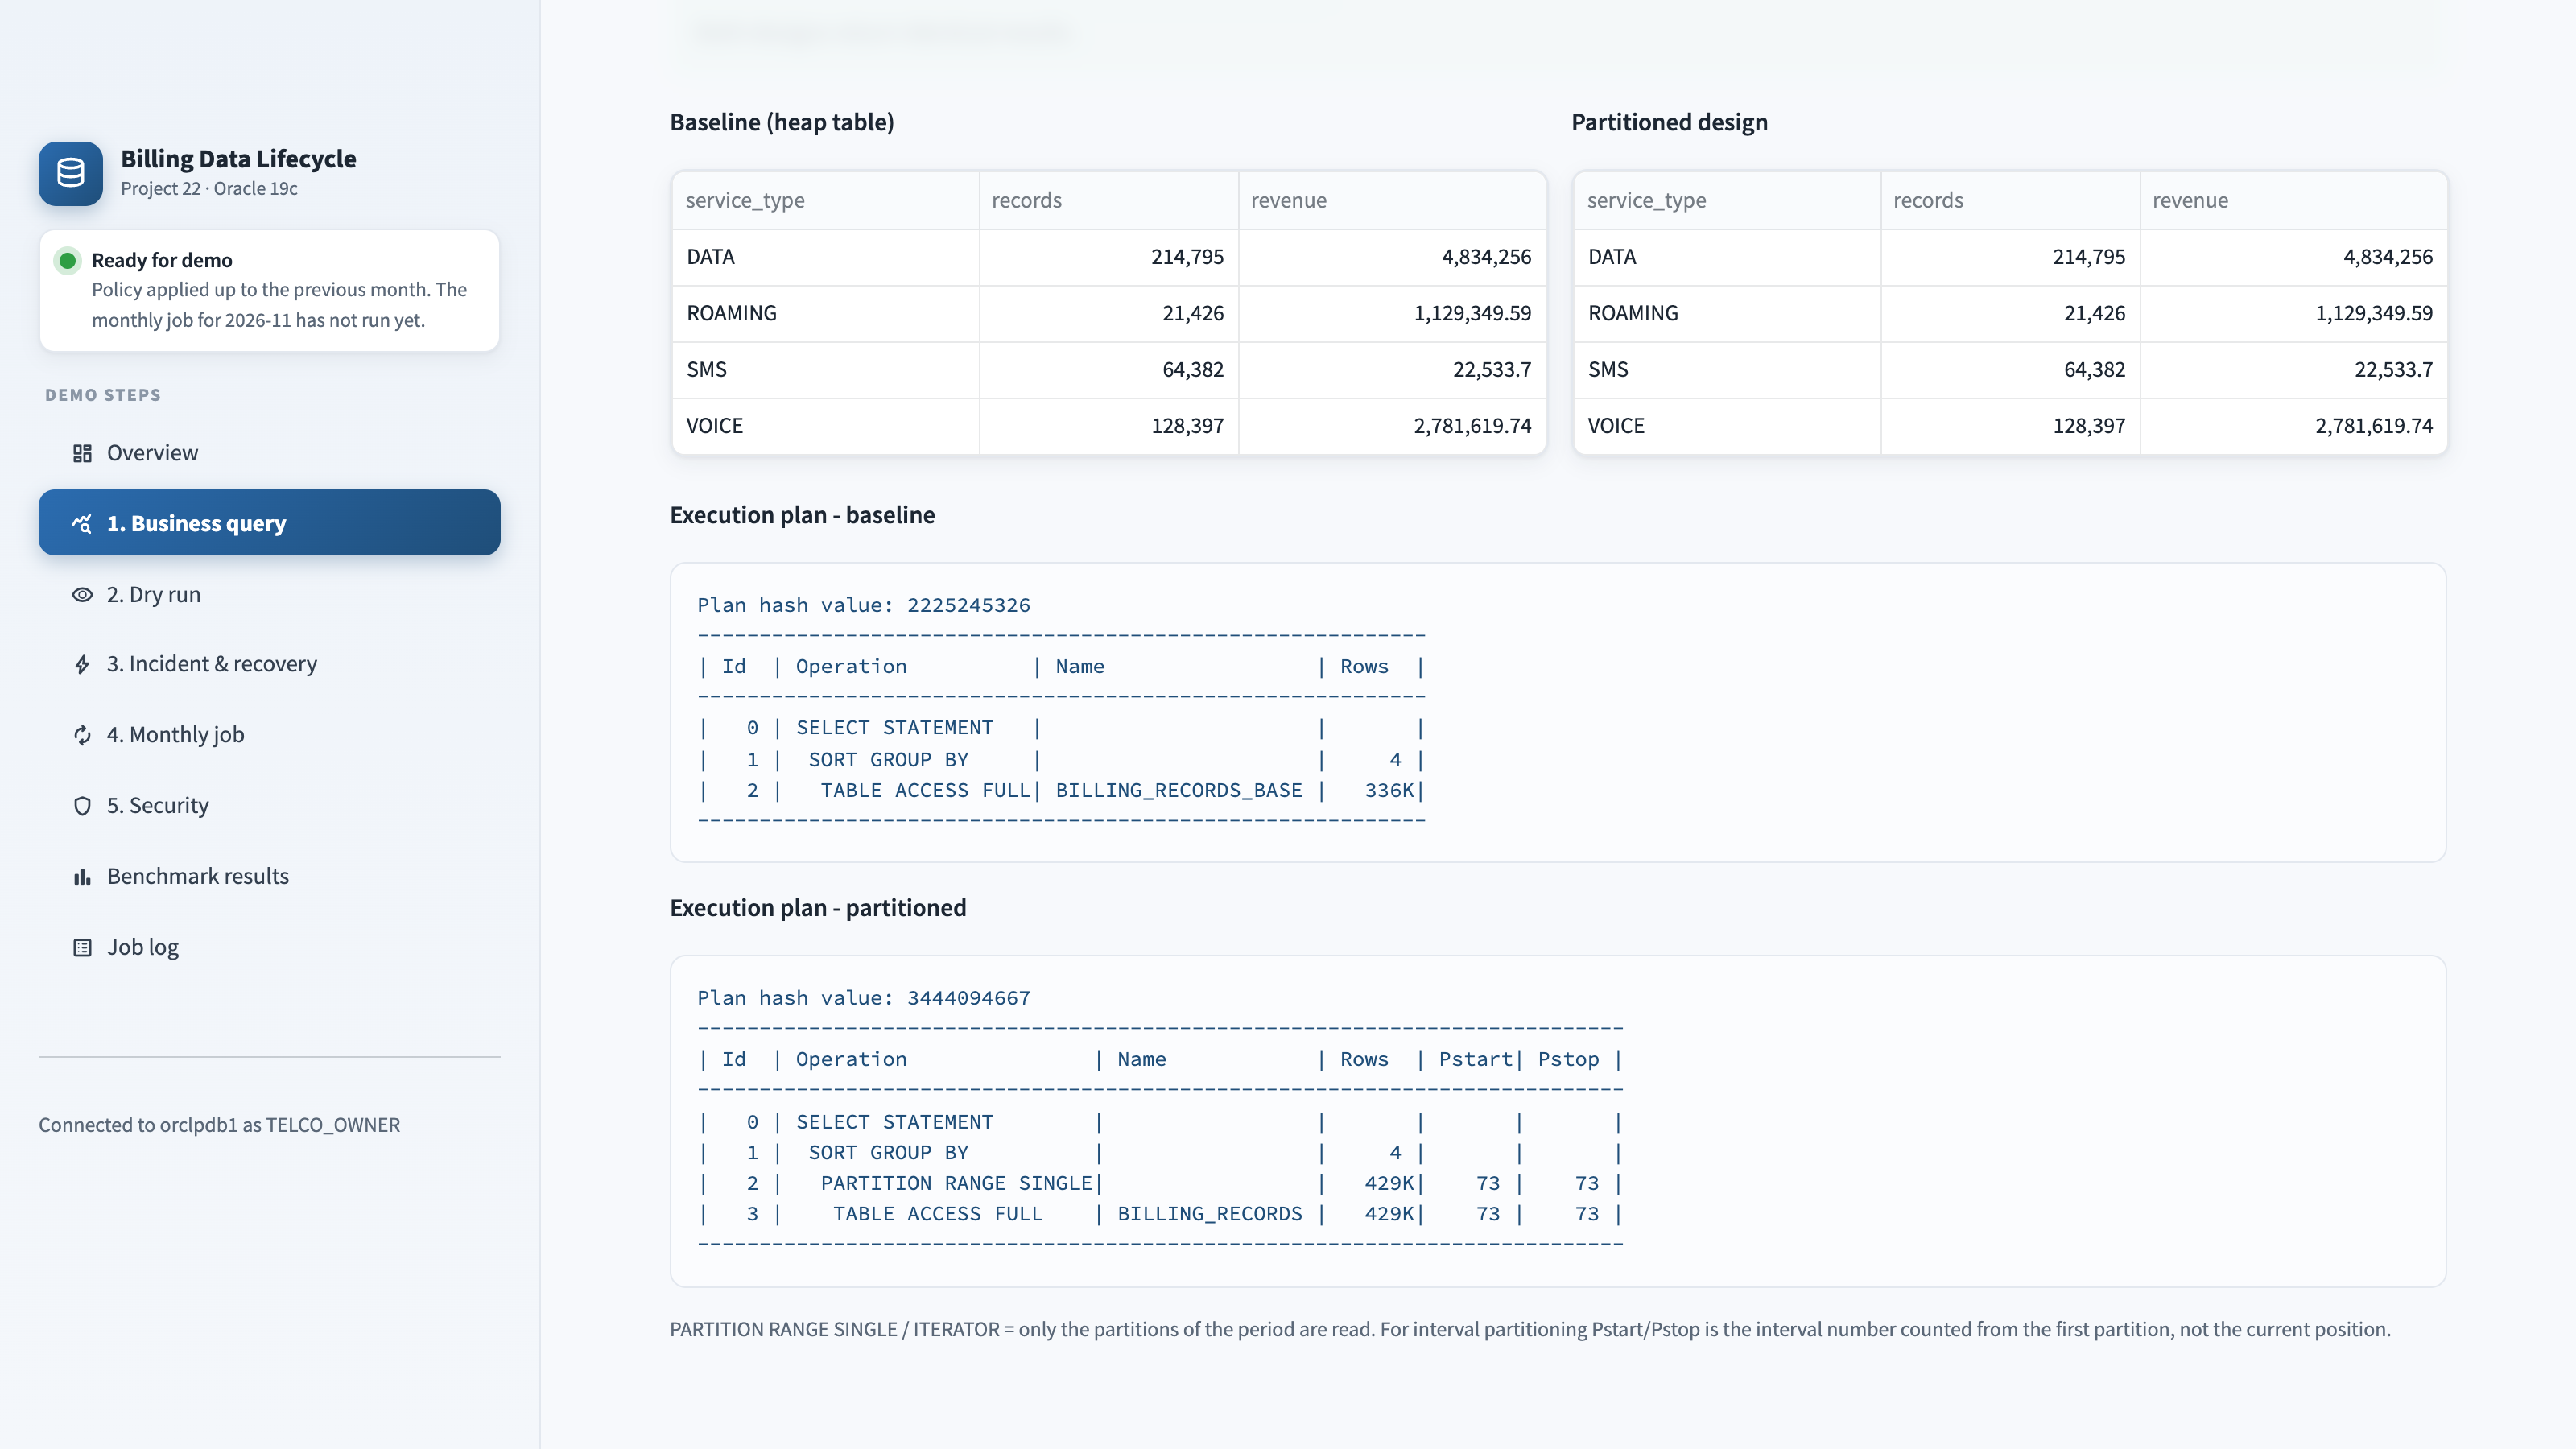 Billing Data Lifecycle
Project 22 · Oracle 19c
Ready for demo
Policy applied up to the previous month. The
monthly job for 2026-11 has not run yet.
DEMO STEPS
Overview
1. Business query
2. Dry run
3. Incident & recovery
4. Monthly job
5. Security
Benchmark results
Job log
Connected to orclpdb1 as TELCO_OWNER
Baseline (heap table)
service_type records revenue
DATA 214,795 4,834,256
ROAMING 21,426 1,129,349.59
SMS 64,382 22,533.7
VOICE 128,397 2,781,619.74
Partitioned design
service_type records revenue
DATA 214,795 4,834,256
ROAMING 21,426 1,129,349.59
SMS 64,382 22,533.7
VOICE 128,397 2,781,619.74
Execution plan - baseline
Plan hash value: 2225245326
-----------------------------------------------------------
| Id  | Operation          | Name                 | Rows  |
-----------------------------------------------------------
|   0 | SELECT STATEMENT   |                      |       |
|   1 |  SORT GROUP BY     |                      |     4 |
|   2 |   TABLE ACCESS FULL| BILLING_RECORDS_BASE |   336K|
-----------------------------------------------------------
Execution plan - partitioned
Plan hash value: 3444094667
---------------------------------------------------------------------------
| Id  | Operation               | Name            | Rows  | Pstart| Pstop |
---------------------------------------------------------------------------
|   0 | SELECT STATEMENT        |                 |       |       |       |
|   1 |  SORT GROUP BY          |                 |     4 |       |       |
|   2 |   PARTITION RANGE SINGLE|                 |   429K|    73 |    73 |
|   3 |    TABLE ACCESS FULL    | BILLING_RECORDS |   429K|    73 |    73 |
---------------------------------------------------------------------------
PARTITION RANGE SINGLE / ITERATOR = only the partitions of the period are read. For interval partitioning Pstart/Pstop is the interval number counted from the first partition, not the current position.